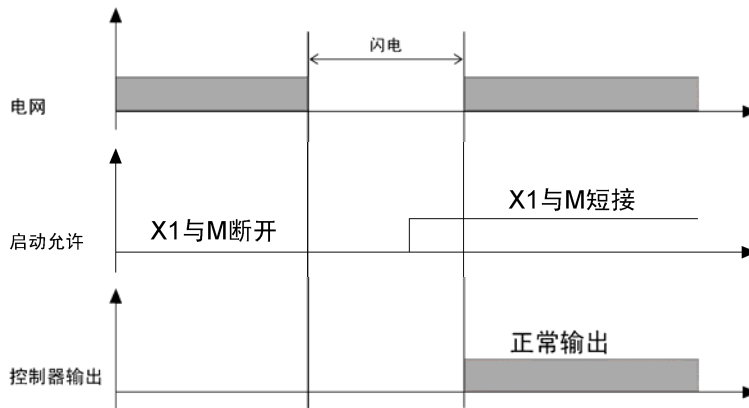 闪电
电网
X1与M短接
X1与M断开
启动允许
正常输出
控制器输出